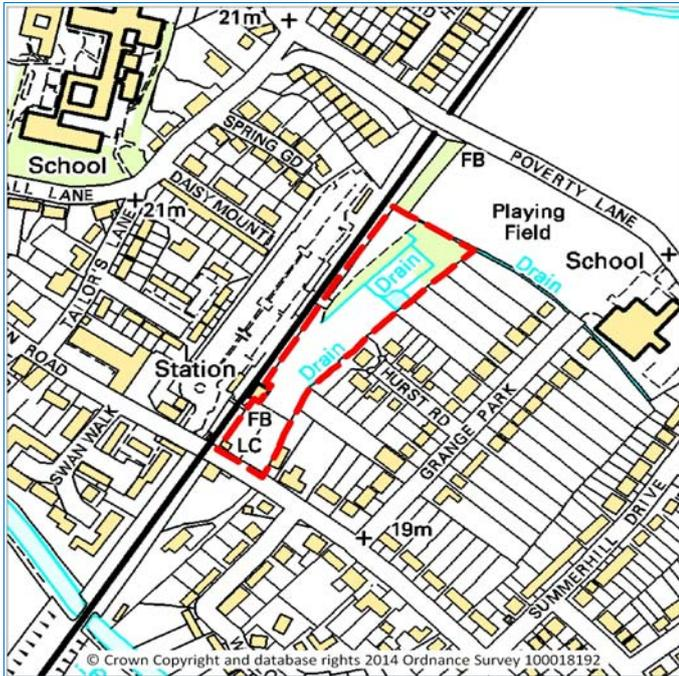 21m
SPRING GD
School
ALL LANE
DAISY MOUNT
21m
TAILOR'S LANE
FB
POVERTY LANE
Playing
Field
School
Drain
Drain
Drain
Station
ROAD
SWAN WALK
FB
LC
HURST RD
GRANGE PARK
19m
SUMMERHILL DRIVE
© Crown Copyright and database rights 2014 Ordnance Survey 100018192